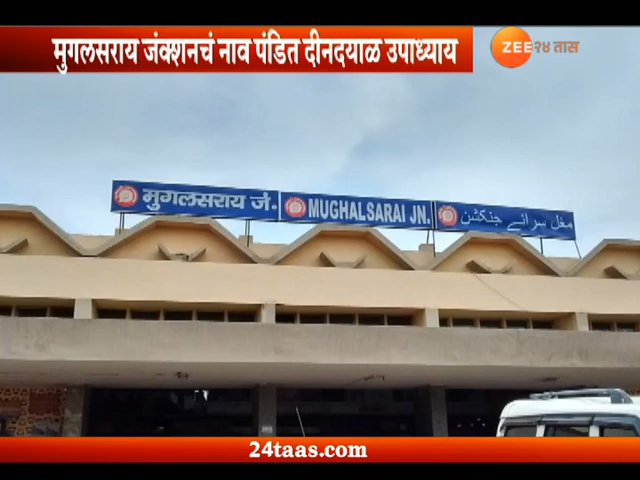 मुगलसराय जंक्शनचं नाव पंडित दीनदयाळ उपाध्याय
ZEE २४ तास
मुगलसराय जं.
MUGHALSARAI JN.
مغل سرائے جنکشن
24taas.com